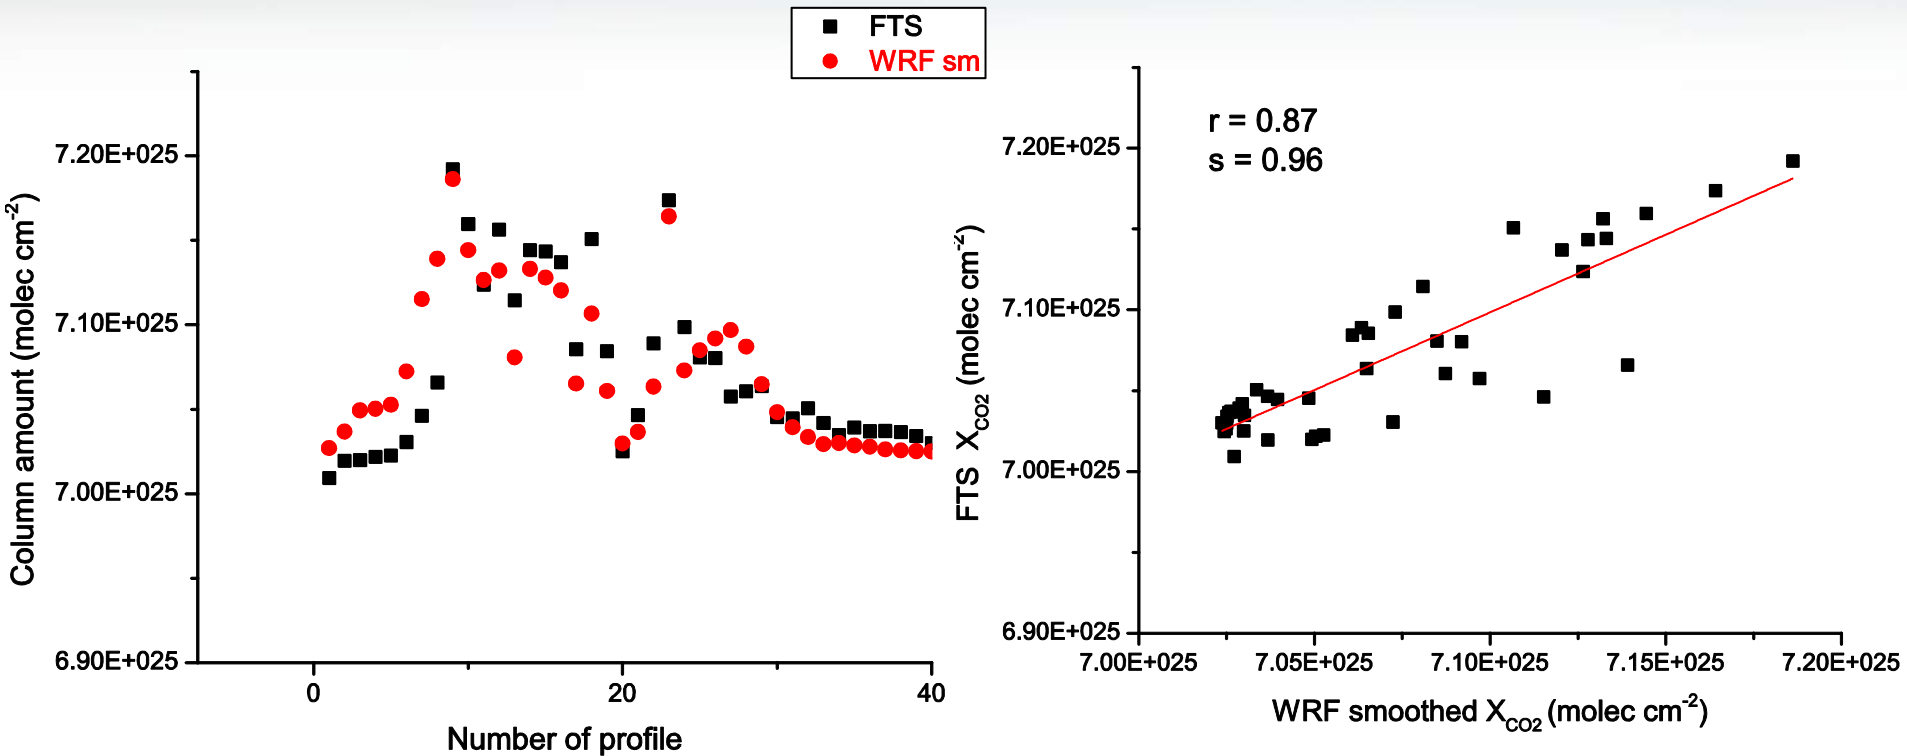 FTS
WRF sm
7.20E+025
7.10E+025
7.00E+025
6.90E+025
Column amount (molec cm⁻²)
0 20 40
Number of profile
r = 0.87
s = 0.96
7.20E+025
7.10E+025
7.00E+025
6.90E+025
FTS X_CO2 (molec cm⁻²)
7.00E+025 7.05E+025 7.10E+025 7.15E+025 7.20E+025
WRF smoothed X_CO2 (molec cm⁻²)